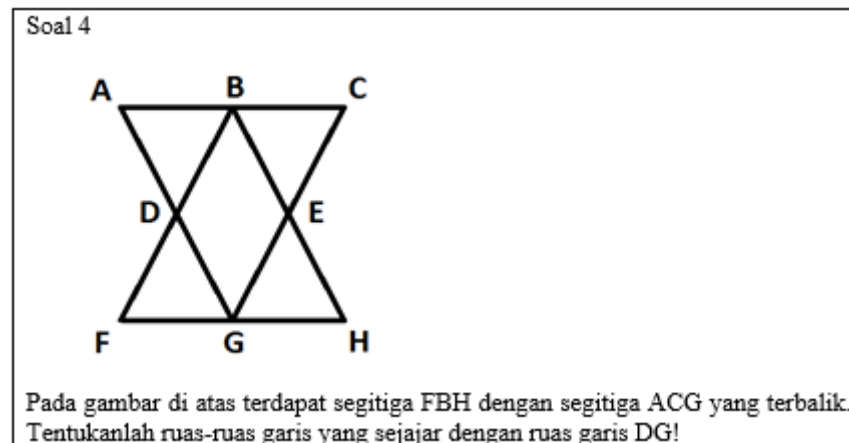 Soal 4
A B C
D E
F G H
Pada gambar di atas terdapat segitiga FBH dengan segitiga ACG yang terbalik.
Tentukanlah ruas-ruas garis yang sejajar dengan ruas garis DG!